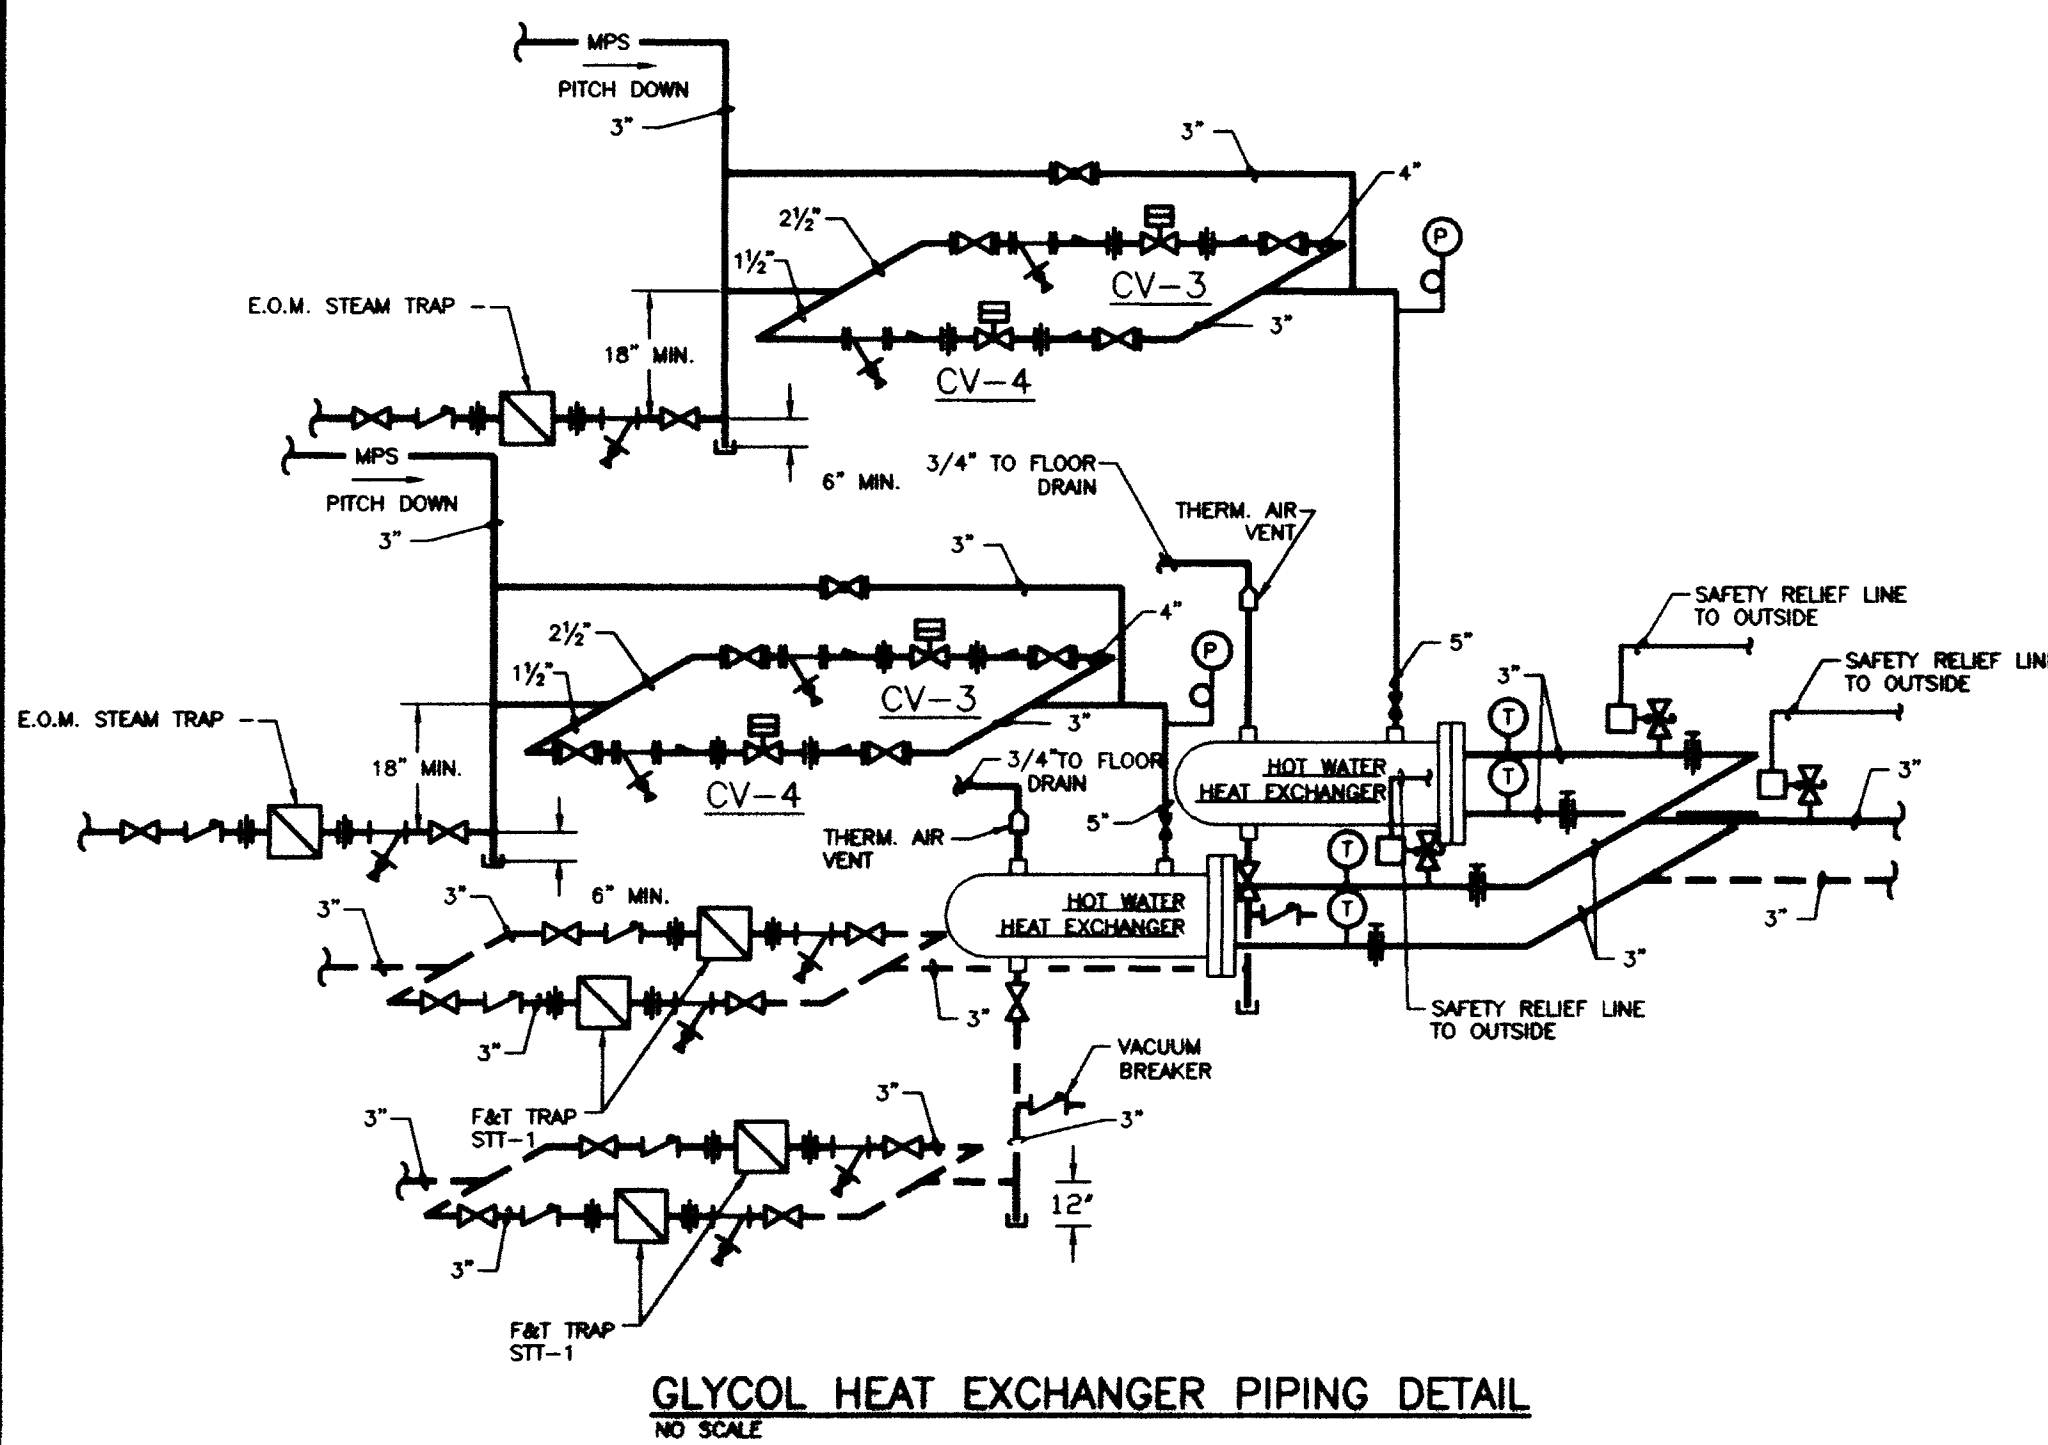 MPS
PITCH DOWN
3"
3"
4"
2½"
1½"
P
CV-3
E.O.M. STEAM TRAP
3"
18" MIN.
CV-4
MPS
PITCH DOWN
6" MIN.
3/4" TO FLOOR
DRAIN
THERM. AIR
VENT
3"
3"
SAFETY RELIEF LINE
TO OUTSIDE
4"
2½"
5"
P
SAFETY RELIEF LIN
TO OUTSIDE
1½"
3"
CV-3
E.O.M. STEAM TRAP
3"
T
18" MIN.
3/4"TO FLOOR
DRAIN
HOT WATER
HEAT EXCHANGER
T
3"
CV-4
5"
THERM. AIR
VENT
T
3"
3"
6" MIN.
HOT WATER
HEAT EXCHANGER
T
3"
3"
3"
SAFETY RELIEF LINE
TO OUTSIDE
3"
VACUUM
BREAKER
F&T TRAP
STT-1
3"
3"
3"
12"
3"
F&T TRAP
STT-1
GLYCOL HEAT EXCHANGER PIPING DETAIL
NO SCALE